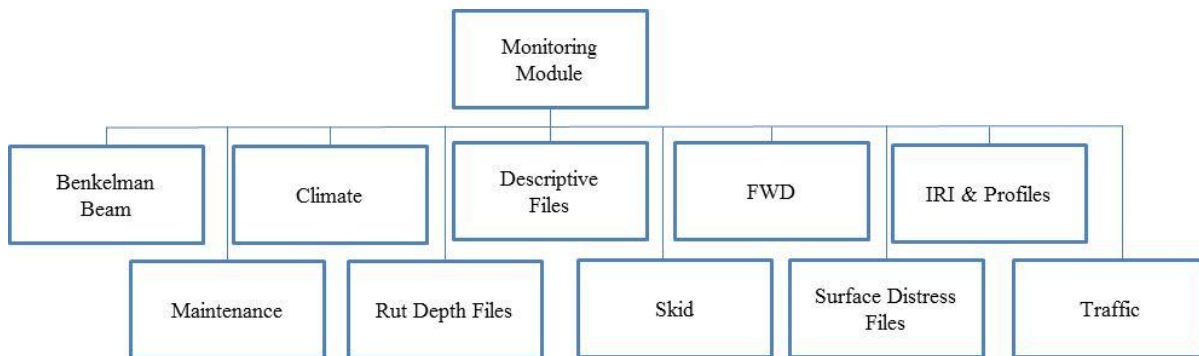 Monitoring
Module
Benkelman
Beam
Climate
Descriptive
Files
FWD
IRI & Profiles
Maintenance
Rut Depth Files
Skid
Surface Distress
Files
Traffic